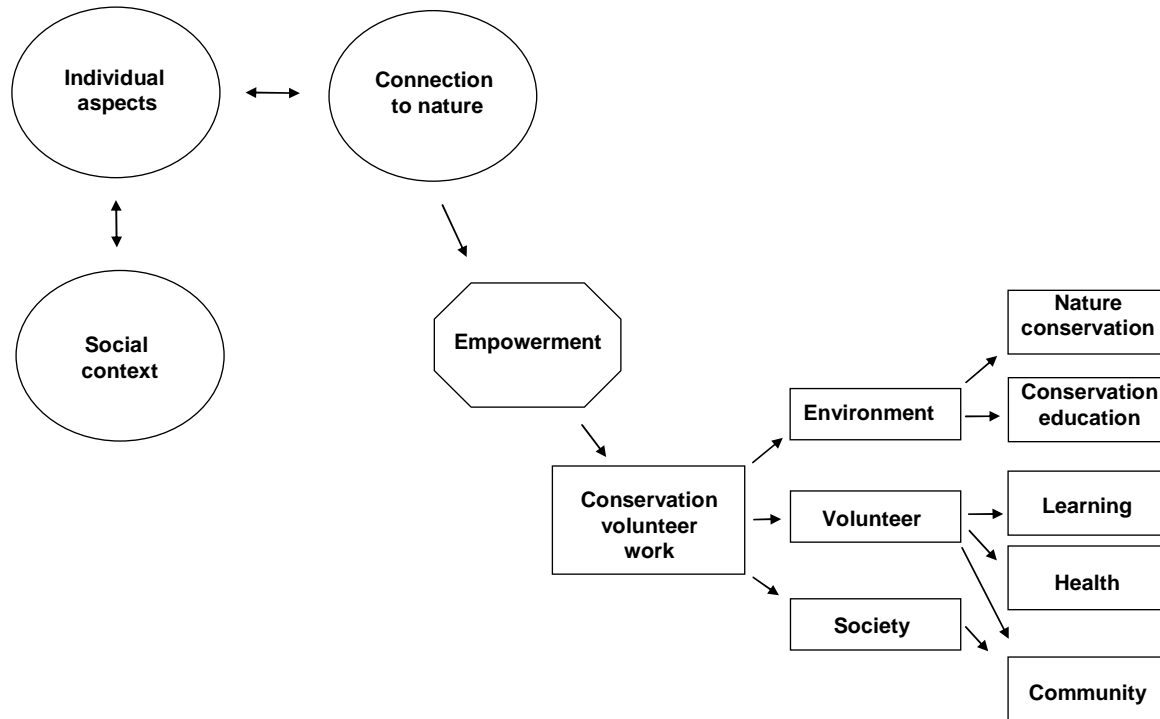 Individual
aspects
Connection
to nature
Social
context
Empowerment
Conservation
volunteer
work
Environment
Volunteer
Society
Nature
conservation
Conservation
education
Learning
Health
Community